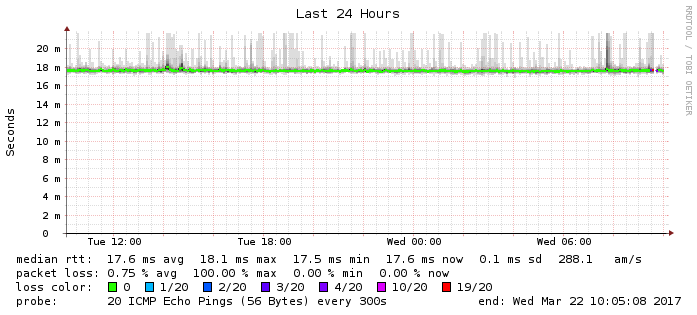 Last 24 Hours
RRDTOOL / TOBI OETIKER
Seconds
20 m
18 m
16 m
14 m
12 m
10 m
8 m
6 m
4 m
2 m
0
Tue 12:00 Tue 18:00 Wed 00:00 Wed 06:00
median rtt: 17.6 ms avg 18.1 ms max 17.5 ms min 17.6 ms now 0.1 ms sd 288.1 am/s
packet loss: 0.75 % avg 100.00 % max 0.00 % min 0.00 % now
loss color: 0 1/20 2/20 3/20 4/20 10/20 19/20
probe: 20 ICMP Echo Pings (56 Bytes) every 300s end: Wed Mar 22 10:05:08 2017